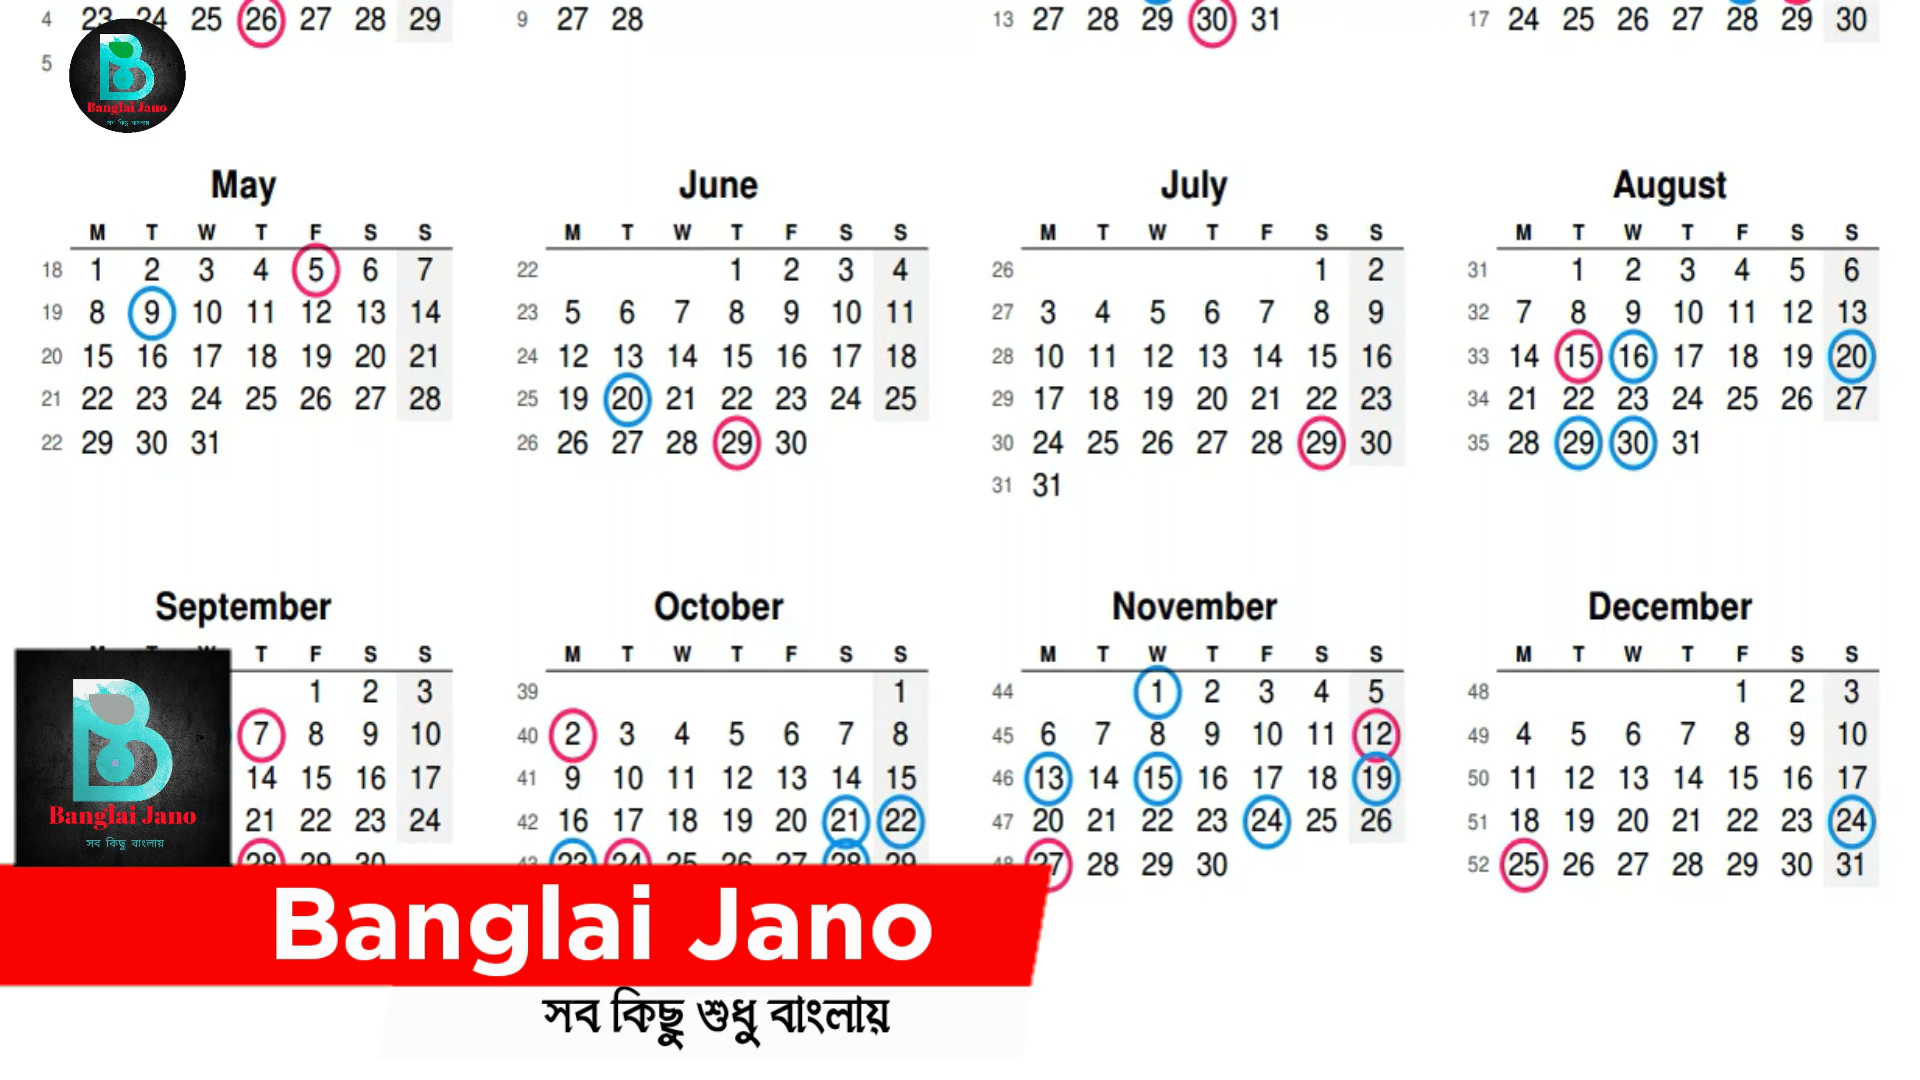 4 23 24 25 26 27 28 29
9 27 28
13 27 28 29 30 31
17 24 25 26 27 28 29 30
5
Banglai Jano
সব কিছু বাংলায়
May
M T W T F S S
18 1 2 3 4 5 6 7
19 8 9 10 11 12 13 14
20 15 16 17 18 19 20 21
21 22 23 24 25 26 27 28
22 29 30 31
June
M T W T F S S
22 1 2 3 4
23 5 6 7 8 9 10 11
24 12 13 14 15 16 17 18
25 19 20 21 22 23 24 25
26 26 27 28 29 30
July
M T W T F S S
26 1 2
27 3 4 5 6 7 8 9
28 10 11 12 13 14 15 16
29 17 18 19 20 21 22 23
30 24 25 26 27 28 29 30
31 31
August
M T W T F S S
31 1 2 3 4 5 6
32 7 8 9 10 11 12 13
33 14 15 16 17 18 19 20
34 21 22 23 24 25 26 27
35 28 29 30 31
September
M T W T F S S
1 2 3
7 8 9 10
14 15 16 17
21 22 23 24
28 29 30
Banglai Jano
সব কিছু বাংলায়
October
M T W T F S S
39 1
40 2 3 4 5 6 7 8
41 9 10 11 12 13 14 15
42 16 17 18 19 20 21 22
43 23 24 25 26 27 28 29
November
M T W T F S S
44 1 2 3 4 5
45 6 7 8 9 10 11 12
46 13 14 15 16 17 18 19
47 20 21 22 23 24 25 26
48 27 28 29 30
December
M T W T F S S
48 1 2 3
49 4 5 6 7 8 9 10
50 11 12 13 14 15 16 17
51 18 19 20 21 22 23 24
52 25 26 27 28 29 30 31
Banglai Jano
সব কিছু শুধু বাংলায়